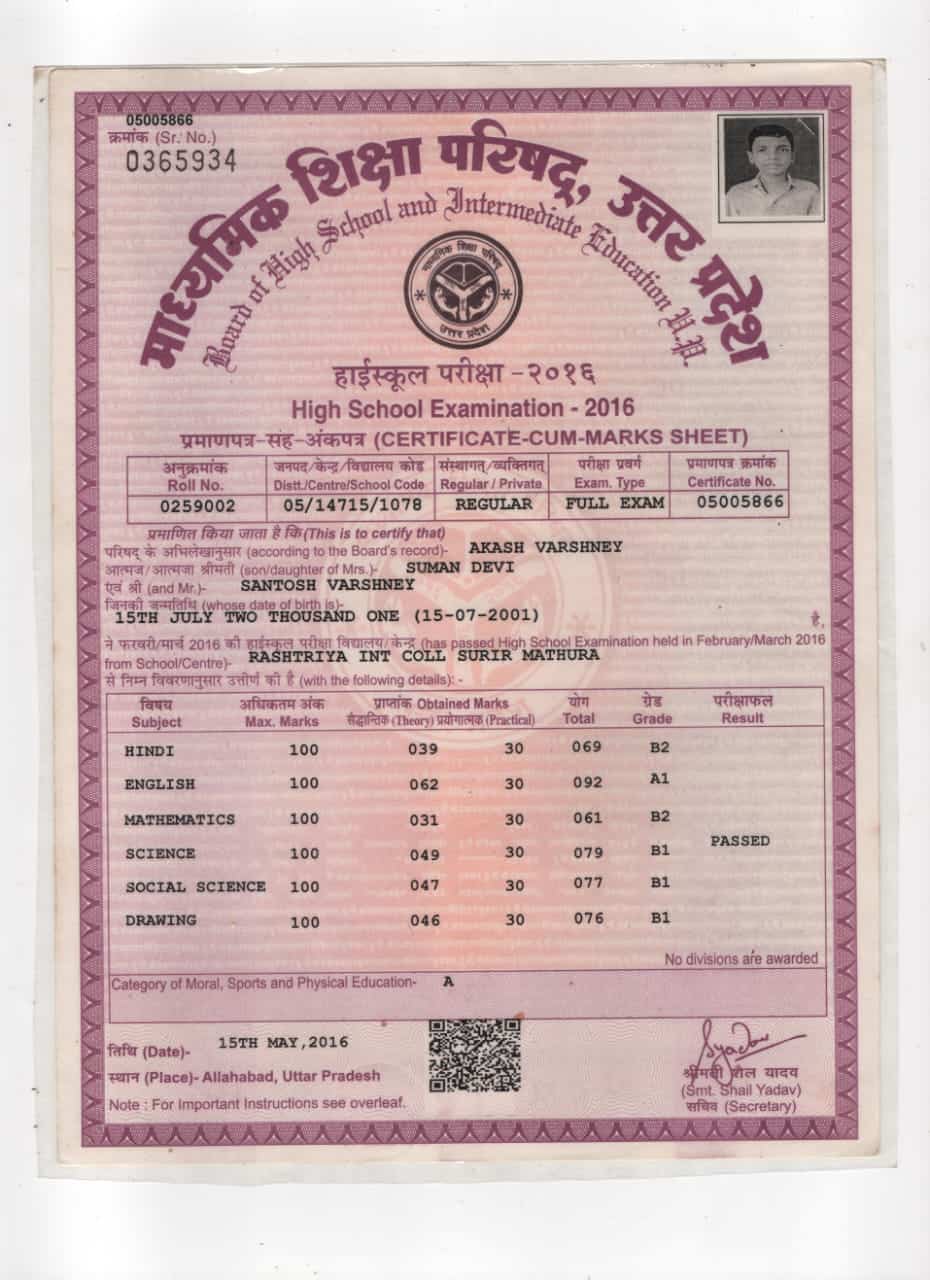 05005866
क्रमांक (Sr. No.)
0365934
माध्यमिक शिक्षा परिषद्, उत्तर प्रदेश
Board of High School and Intermediate Education U.P.
माध्यमिक शिक्षा परिषद्
उत्तर प्रदेश
हाईस्कूल परीक्षा -२०१६
High School Examination - 2016
प्रमाणपत्र-सह-अंकपत्र (CERTIFICATE-CUM-MARKS SHEET)
अनुक्रमांक जनपद/केन्द्र/विद्यालय कोड संस्थागत/व्यक्तिगत परीक्षा प्रवर्ग प्रमाणपत्र क्रमांक
Roll No. Distt./Centre/School Code Regular / Private Exam. Type Certificate No.
0259002 05/14715/1078 REGULAR FULL EXAM 05005866
प्रमाणित किया जाता है कि (This is to certify that)
परिषद् के अभिलेखानुसार (according to the Board's record)- AKASH VARSHNEY
आत्मज/आत्मजा श्रीमती (son/daughter of Mrs.)- SUMAN DEVI
एवं श्री (and Mr.)- SANTOSH VARSHNEY
जिनकी जन्मतिथि (whose date of birth is)-
15TH JULY TWO THOUSAND ONE (15-07-2001) है,
ने फरवरी/मार्च 2016 की हाईस्कूल परीक्षा विद्यालय/केन्द्र (has passed High School Examination held in February/March 2016
from School/Centre)- RASHTRIYA INT COLL SURIR MATHURA
से निम्न विवरणानुसार उत्तीर्ण की है (with the following details): -
विषय अधिकतम अंक प्राप्तांक Obtained Marks योग ग्रेड परीक्षाफल
Subject Max. Marks सैद्धान्तिक (Theory) प्रयोगात्मक (Practical) Total Grade Result
HINDI 100 039 30 069 B2
ENGLISH 100 062 30 092 A1
MATHEMATICS 100 031 30 061 B2
PASSED
SCIENCE 100 049 30 079 B1
SOCIAL SCIENCE 100 047 30 077 B1
DRAWING 100 046 30 076 B1
No divisions are awarded
Category of Moral, Sports and Physical Education- A
तिथि (Date)- 15TH MAY,2016
स्थान (Place)- Allahabad, Uttar Pradesh
Note : For Important Instructions see overleaf.
Syadav
श्रीमती शैल यादव
(Smt. Shail Yadav)
सचिव (Secretary)